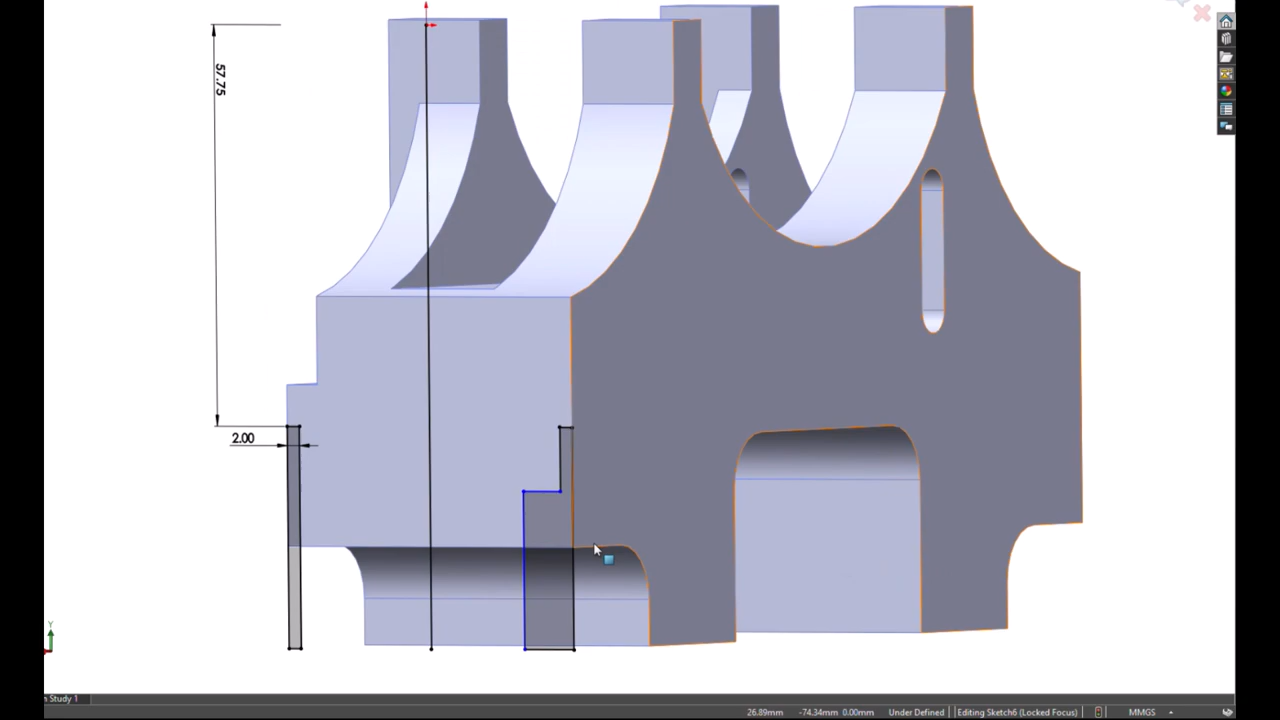 57.75
2.00
Y
n Study 1
26.89mm -74.34mm 0.00mm Under Defined Editing Sketch6 (Locked Focus) MMGS